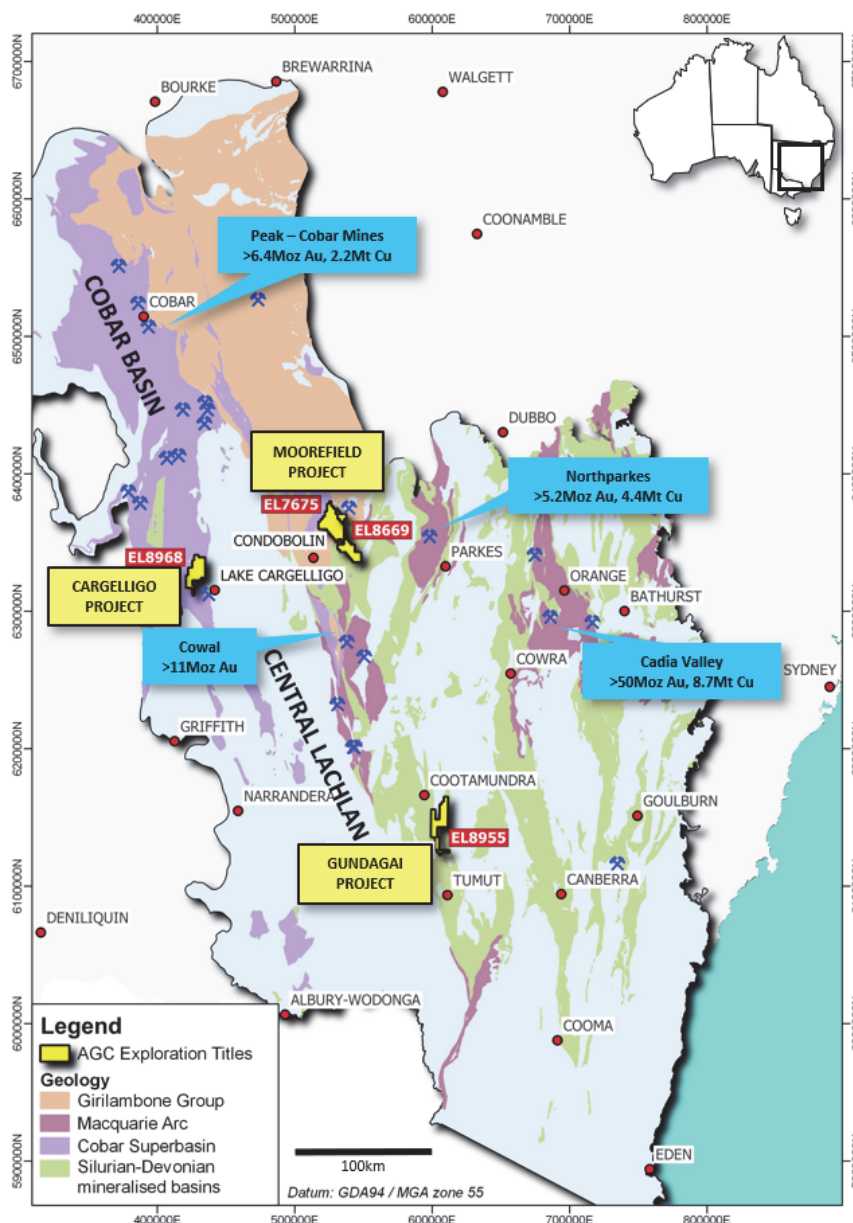 400000E
500000E
600000E
700000E
800000E
6700000N
BREWARRINA
BOURKE
WALGETT
6600000N
COONAMBLE
Peak – Cobar Mines
>6.4Moz Au, 2.2Mt Cu
COBAR
COBAR BASIN
6500000N
DUBBO
MOOREFIELD
PROJECT
Northparkes
>5.2Moz Au, 4.4Mt Cu
6400000N
EL7675
EL8669
CONDOBOLIN
PARKES
EL8968
LAKE CARGELLIGO
CARGELLIGO
PROJECT
ORANGE
BATHURST
6300000N
Cowal
>11Moz Au
Cadia Valley
>50Moz Au, 8.7Mt Cu
COWRA
SYDNEY
CENTRAL LACHLAN
GRIFFITH
6200000N
NARRANDERA
COOTAMUNDRA
GOULBURN
EL8955
GUNDAGAI
PROJECT
TUMUT
CANBERRA
6100000N
DENILIQUIN
ALBURY-WODONGA
6000000N
COOMA
Legend
AGC Exploration Titles
Geology
Girilambone Group
Macquarie Arc
Cobar Superbasin
Silurian-Devonian
mineralised basins
100km
Datum: GDA94 / MGA zone 55
EDEN
5900000N
400000E
500000E
600000E
700000E
800000E